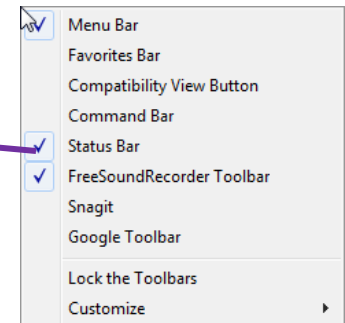 Menu Bar
Favorites Bar
Compatibility View Button
Command Bar
Status Bar
FreeSoundRecorder Toolbar
Snagit
Google Toolbar
Lock the Toolbars
Customize